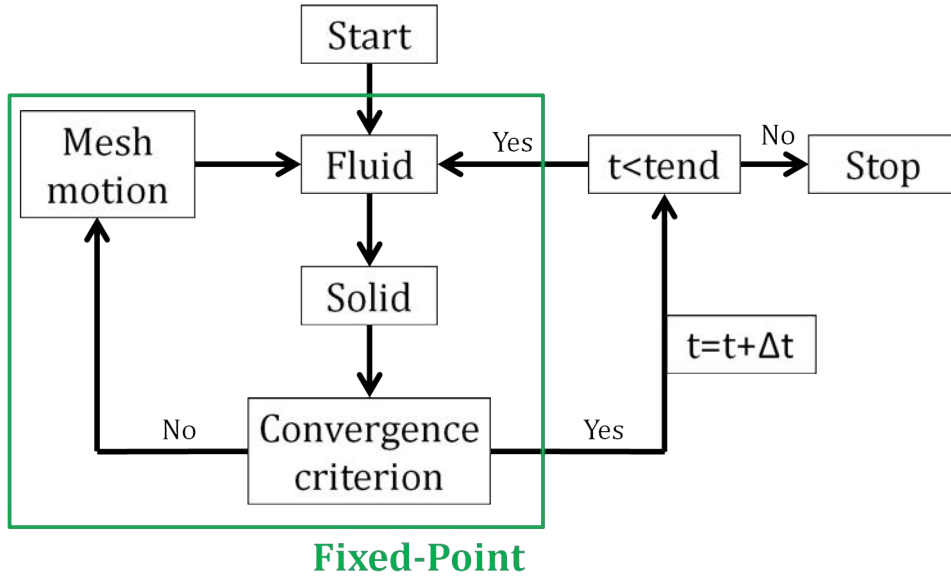 Start
Mesh
motion
Fluid
Yes
t<tend
No
Stop
Solid
t=t+Δt
No
Convergence
criterion
Yes
Fixed-Point